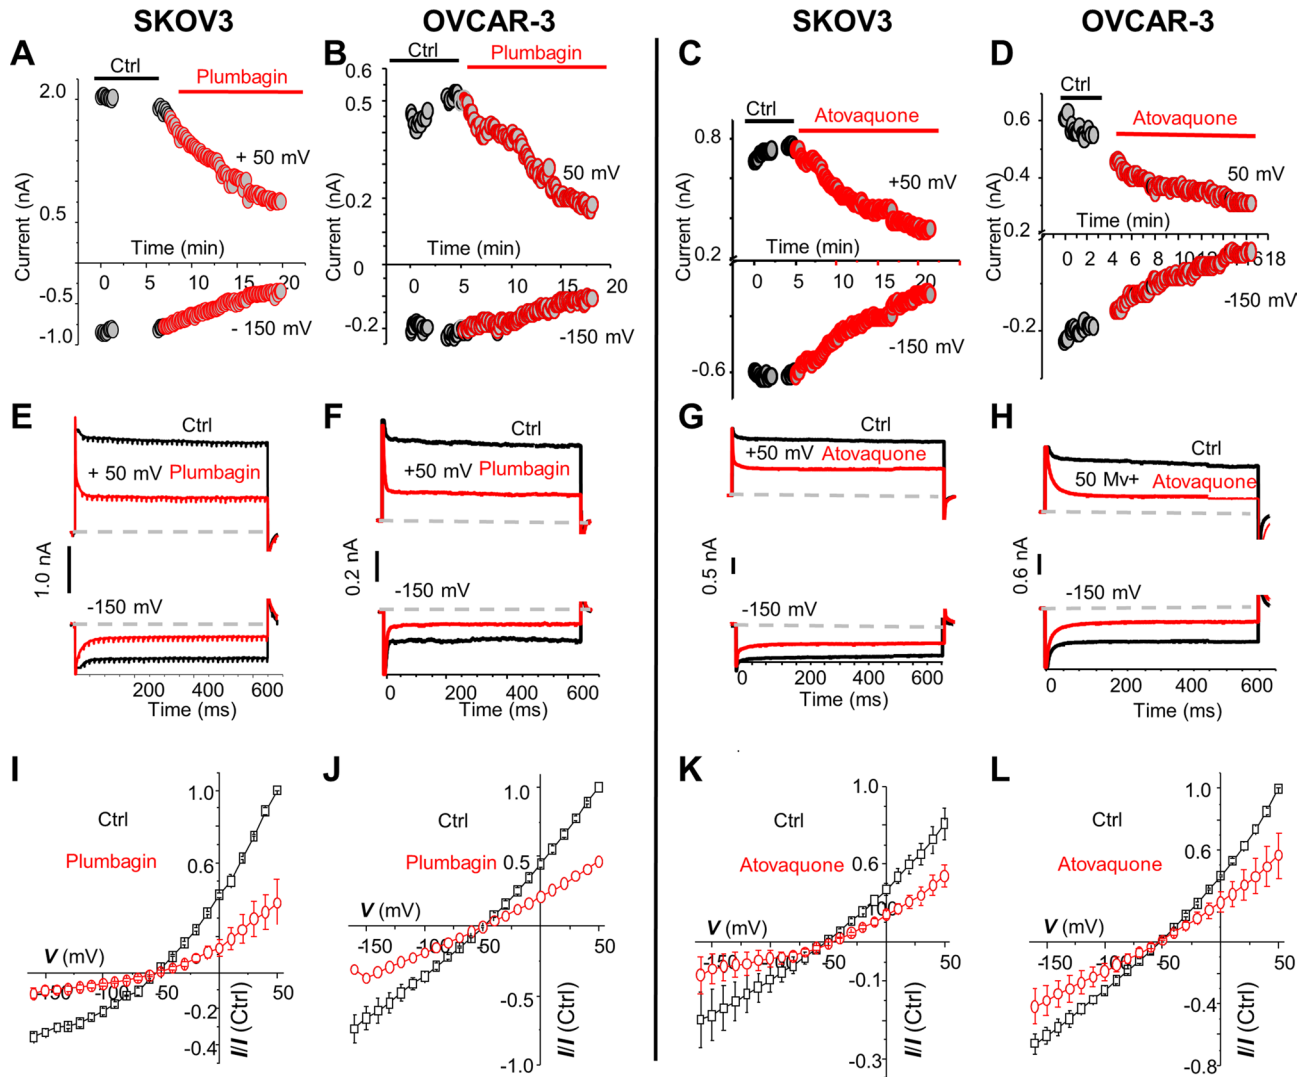 SKOV3 OVCAR-3 SKOV3 OVCAR-3
A
Ctrl
Plumbagin
2.0
0.5
-0.5
-1.0
Current (nA)
+ 50 mV
Time (min)
0 5 10 15 20
- 150 mV
B
Ctrl
Plumbagin
0.6
0.5
0.2
0
-0.2
Current (nA)
50 mV
Time (min)
0 5 10 15 20
-150 mV
C
Ctrl
Atovaquone
0.8
0.2
-0.6
Current (nA)
+50 mV
Time (min)
0 5 10 15 20
-150 mV
D
Atovaquone
Ctrl
0.6
0.4
0.2
-0.2
Current (nA)
50 mV
Time (min)
0 2 4 6 8 10 12 14 16 18
-150 mV
E
Ctrl
+ 50 mV Plumbagin
1.0 nA
-150 mV
200 400 600
Time (ms)
F
Ctrl
+50 mV Plumbagin
0.2 nA
-150 mV
0 200 400 600
Time (ms)
G
Ctrl
+50 mV Atovaquone
0.5 nA
-150 mV
0 200 400 600
Time (ms)
H
Ctrl
50 Mv+ Atovaquone
0.6 nA
-150 mV
0 200 400 600
Time (ms)
I
Ctrl
Plumbagin
1.0
0.6
V (mV)
-150 -100 -50 50
-0.2
-0.4
I/I (Ctrl)
J
Ctrl
Plumbagin
1.0
0.5
V (mV)
-150 -100 -50 50
-0.5
-1.0
I/I (Ctrl)
K
Ctrl
Atovaquone
1.0
0.6
100
V (mV)
-150 -100 -50 50
-0.1
-0.3
I/I (Ctrl)
L
Ctrl
Atovaquone
1.0
0.6
V (mV)
-150 -100 -50 50
-0.4
-0.8
I/I (Ctrl)